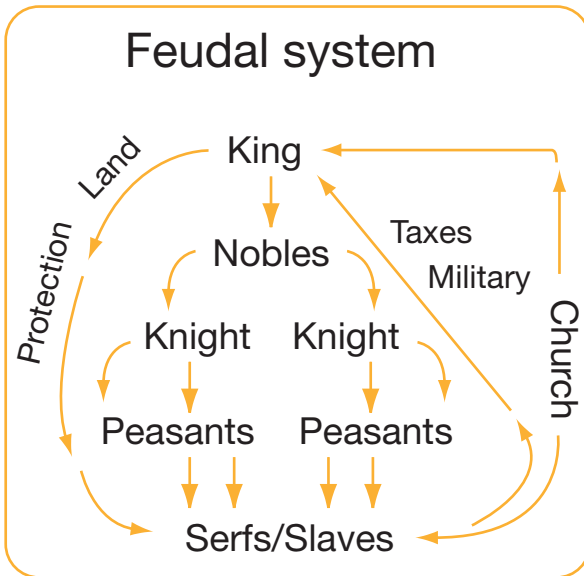 Feudal system
King
Land
Taxes
Nobles
Military
Protection
Knight Knight
Church
Peasants Peasants
Serfs/Slaves